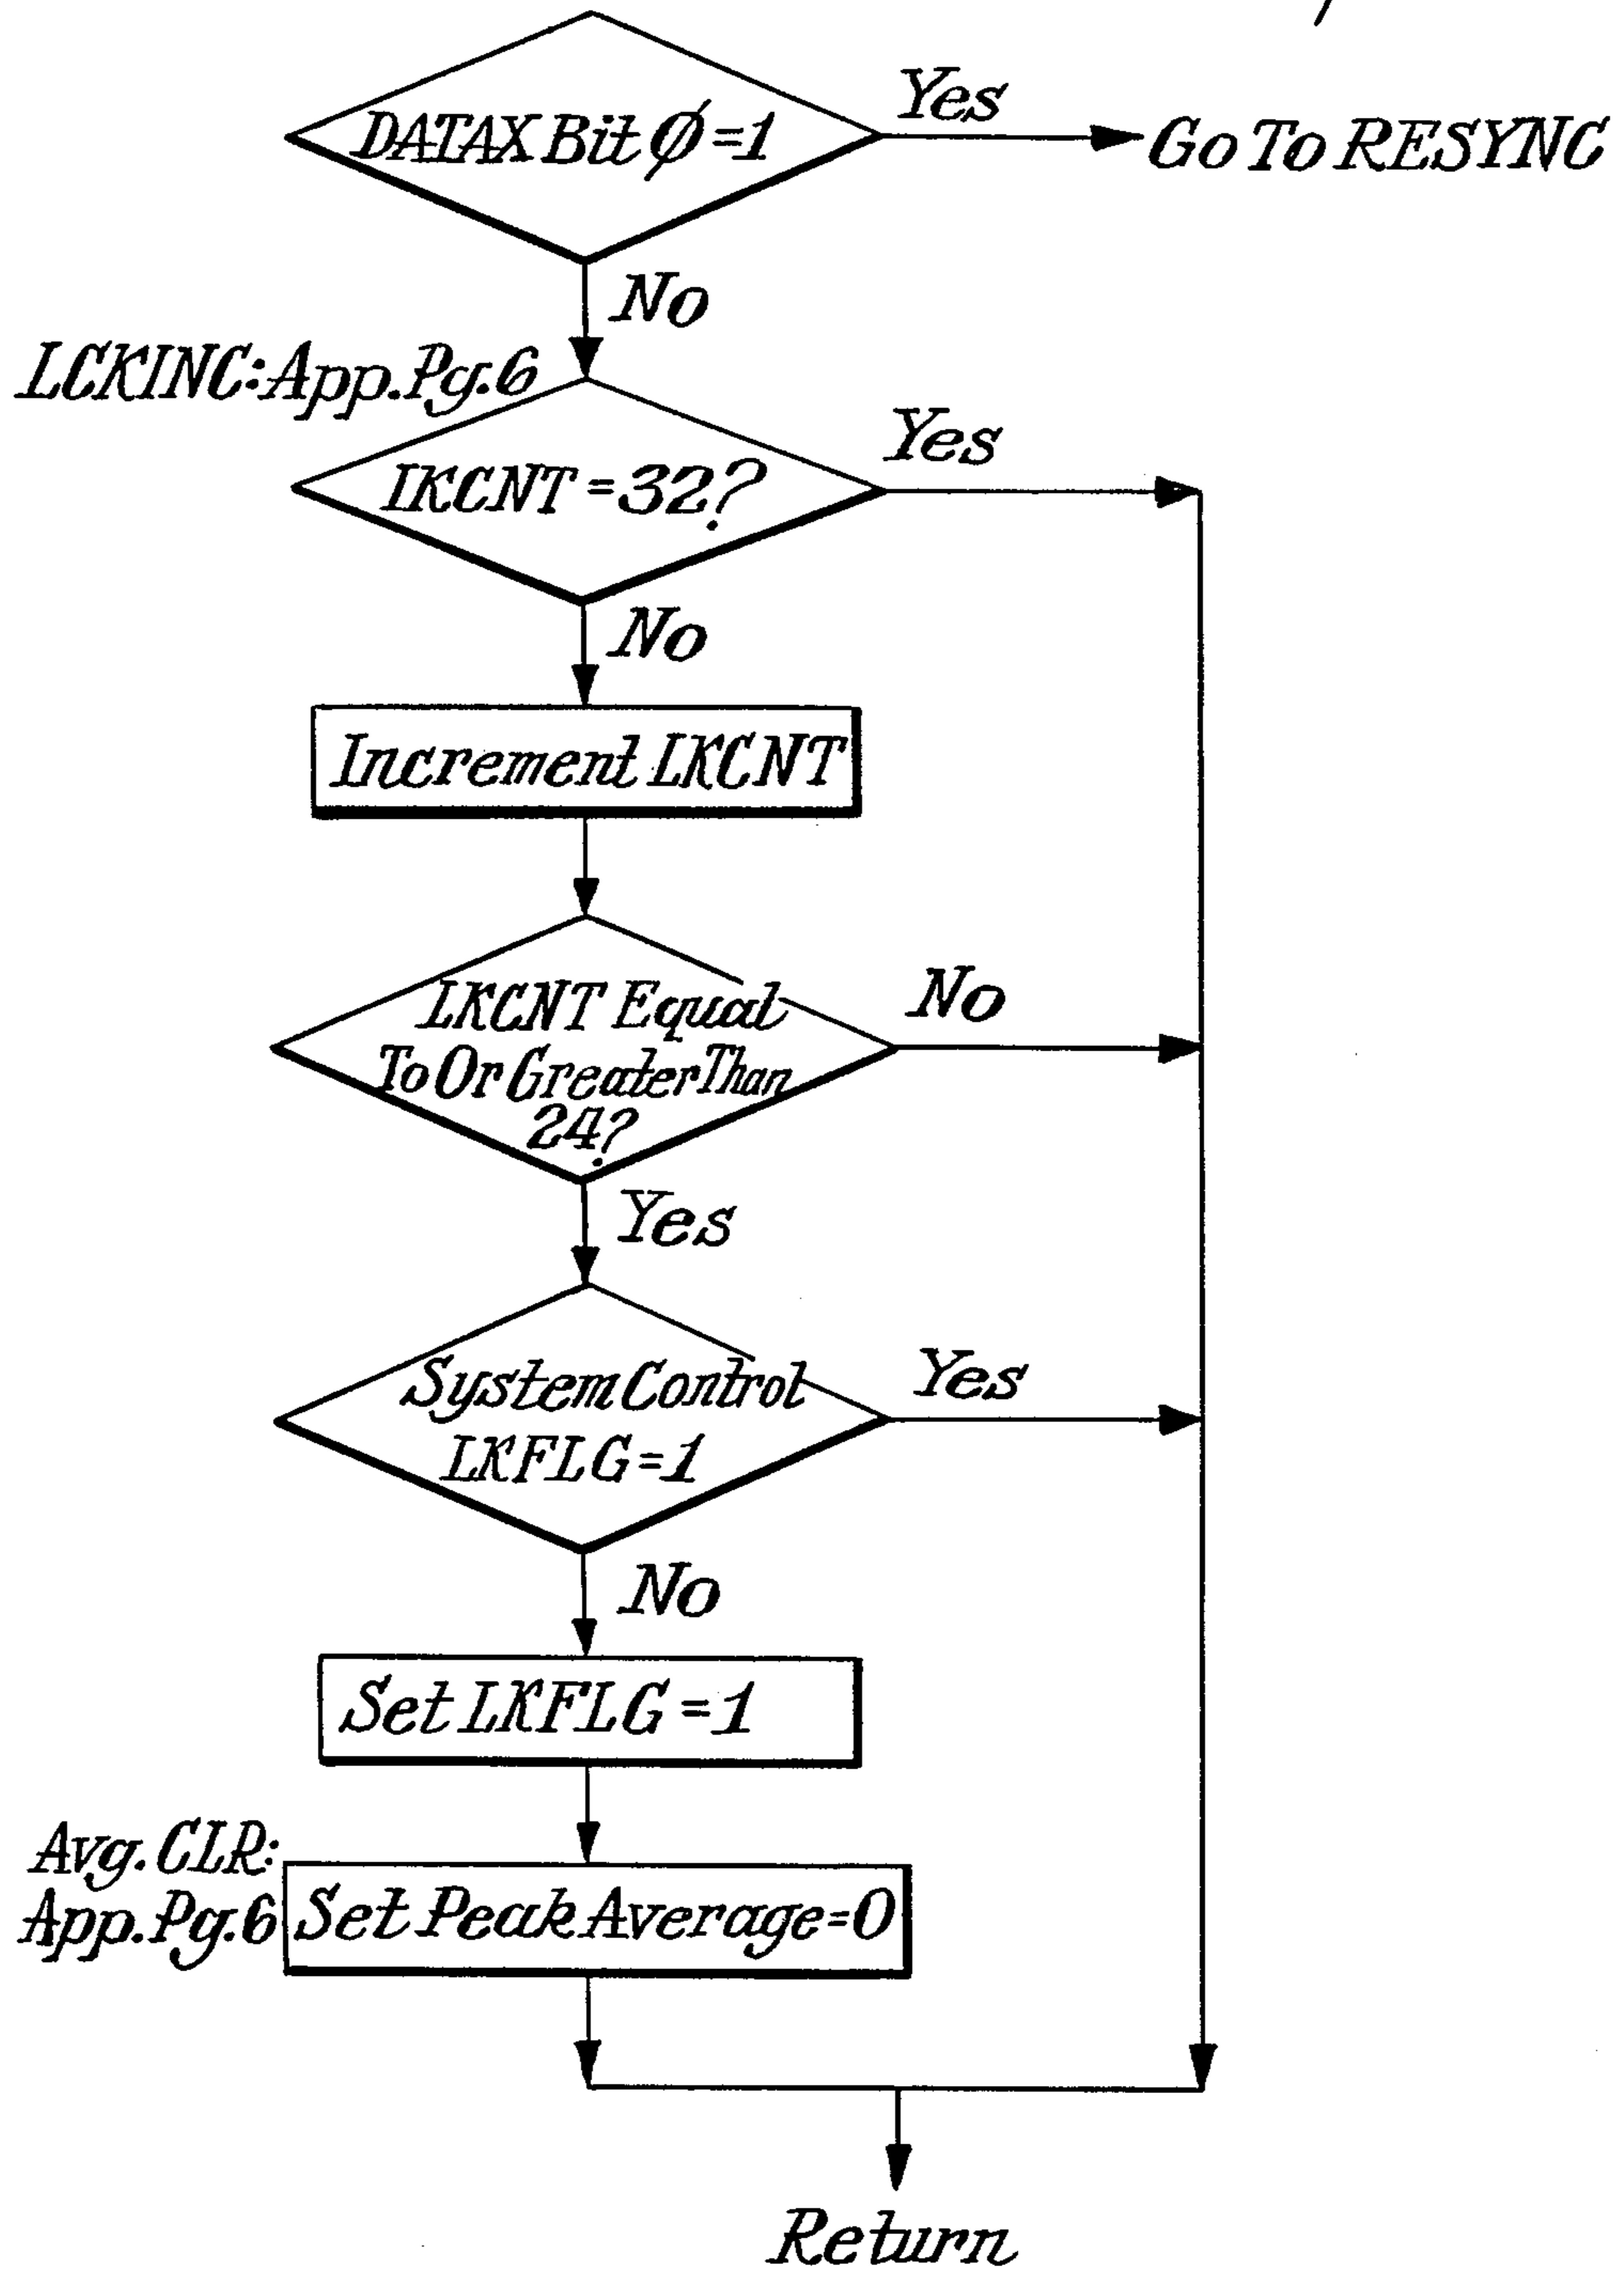 DATAX Bit Ø=1
Yes
Go To RESYNC
No
LCKINC: App. Pg. 6
IKCNT=32?
Yes
No
Increment LKCNT
LKCNT Equal
To Or Greater Than
24?
No
Yes
System Control
LKFLG=1
Yes
No
Set LKFLG=1
Avg. CLR:
App. Pg. 6
Set Peak Average=0
Return